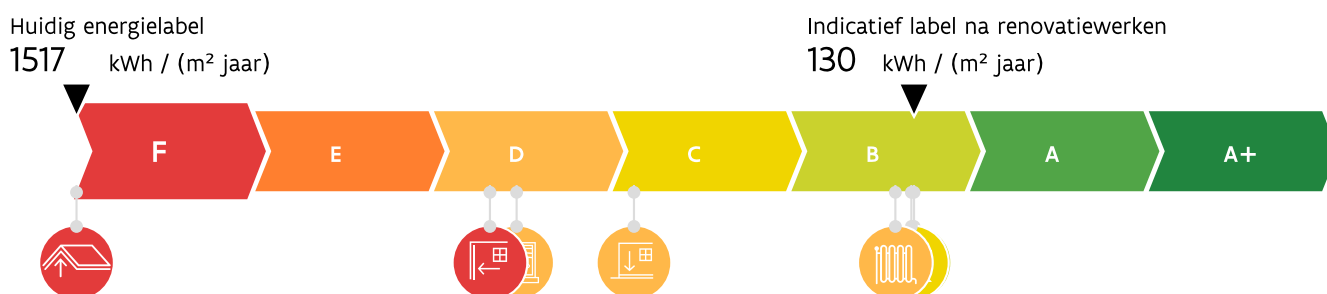 Huidig energielabel
1517 kWh / (m² jaar)
Indicatief label na renovatiewerken
130 kWh / (m² jaar)
F E D C B A A+